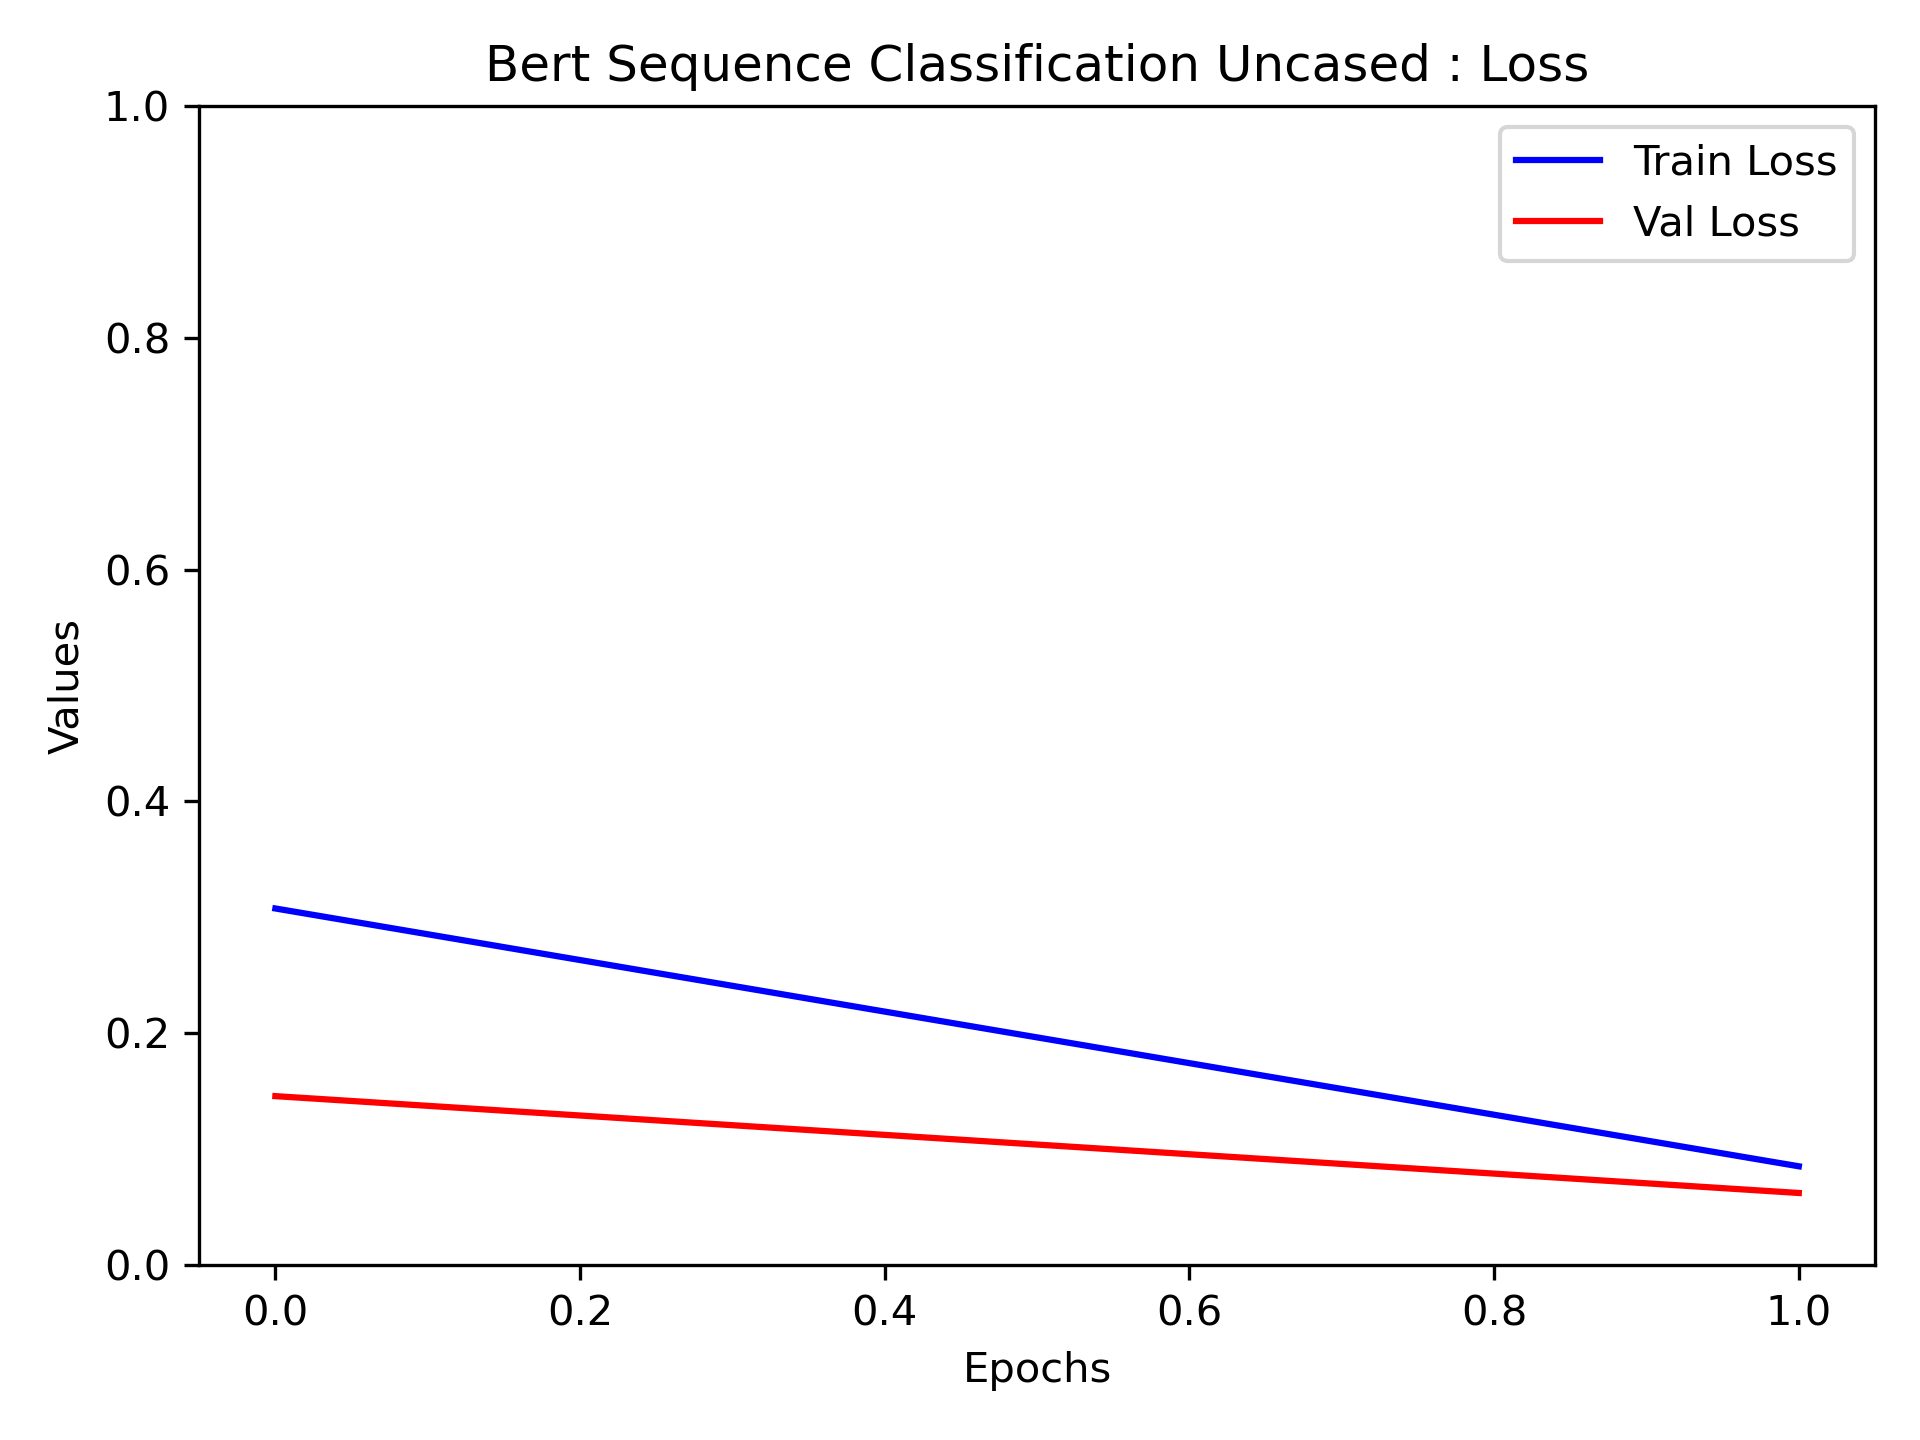 Bert Sequence Classification Uncased : Loss
1.0
0.8
0.6
0.4
0.2
0.0
Values
Train Loss
Val Loss
0.0 0.2 0.4 0.6 0.8 1.0
Epochs